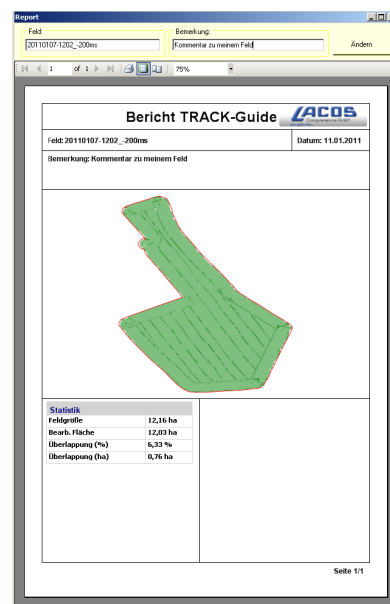 Report
Feld:
Bemerkung:
20110107-1202_-200ms
Kommentar zu meinem Feld
Ändern
1 of 1 75%
Bericht TRACK-Guide
LACOS
Computerservice GmbH
Feld: 20110107-1202_-200ms
Datum: 11.01.2011
Bemerkung: Kommentar zu meinem Feld
Statistik
Feldgröße 12,16 ha
Bearb. Fläche 12,03 ha
Überlappung (%) 6,33 %
Überlappung (ha) 0,76 ha
Seite 1/1